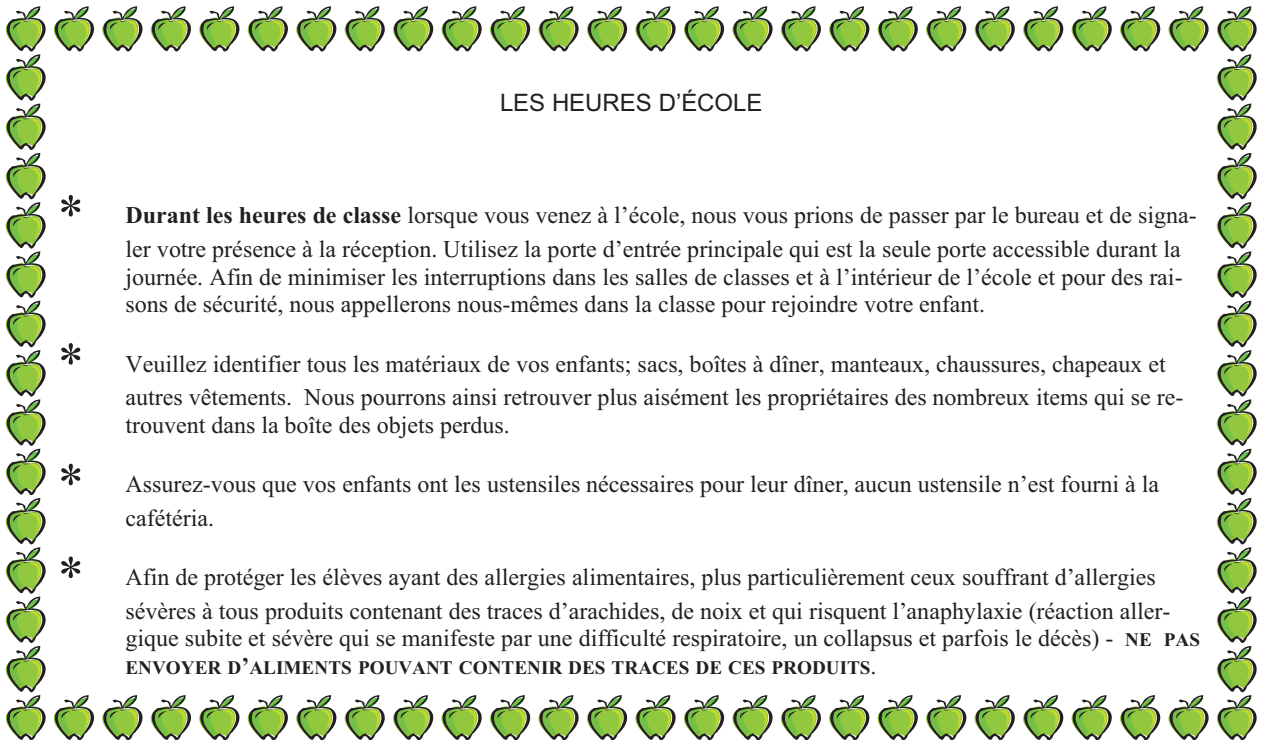 LES HEURES D'ÉCOLE
* Durant les heures de classe lorsque vous venez à l'école, nous vous prions de passer par le bureau et de signa-
ler votre présence à la réception. Utilisez la porte d'entrée principale qui est la seule porte accessible durant la
journée. Afin de minimiser les interruptions dans les salles de classes et à l'intérieur de l'école et pour des rai-
sons de sécurité, nous appellerons nous-mêmes dans la classe pour rejoindre votre enfant.
* Veuillez identifier tous les matériaux de vos enfants; sacs, boîtes à dîner, manteaux, chaussures, chapeaux et
autres vêtements. Nous pourrons ainsi retrouver plus aisément les propriétaires des nombreux items qui se re-
trouvent dans la boîte des objets perdus.
* Assurez-vous que vos enfants ont les ustensiles nécessaires pour leur dîner, aucun ustensile n'est fourni à la
cafétéria.
* Afin de protéger les élèves ayant des allergies alimentaires, plus particulièrement ceux souffrant d'allergies
sévères à tous produits contenant des traces d'arachides, de noix et qui risquent l'anaphylaxie (réaction aller-
gique subite et sévère qui se manifeste par une difficulté respiratoire, un collapsus et parfois le décès) - NE PAS
ENVOYER D'ALIMENTS POUVANT CONTENIR DES TRACES DE CES PRODUITS.